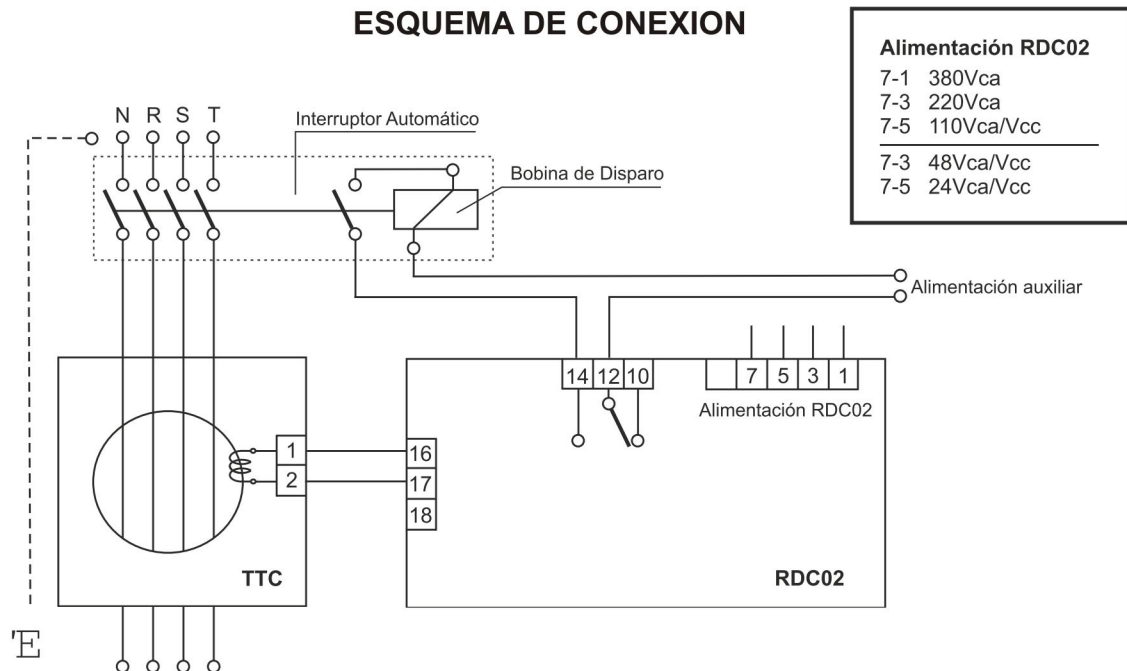 ESQUEMA DE CONEXION
Alimentación RDC02
7-1 380Vca
7-3 220Vca
7-5 110Vca/Vcc
7-3 48Vca/Vcc
7-5 24Vca/Vcc
N R S T
Interruptor Automático
Bobina de Disparo
Alimentación auxiliar
14 12 10
7 5 3 1
Alimentación RDC02
1
2
16
17
18
TTC
RDC02
'E